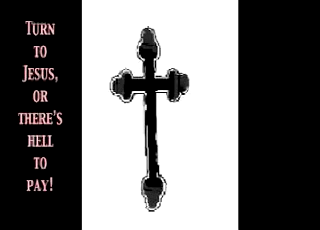 Turn
to
Jesus,
or
there's
hell
to
pay!